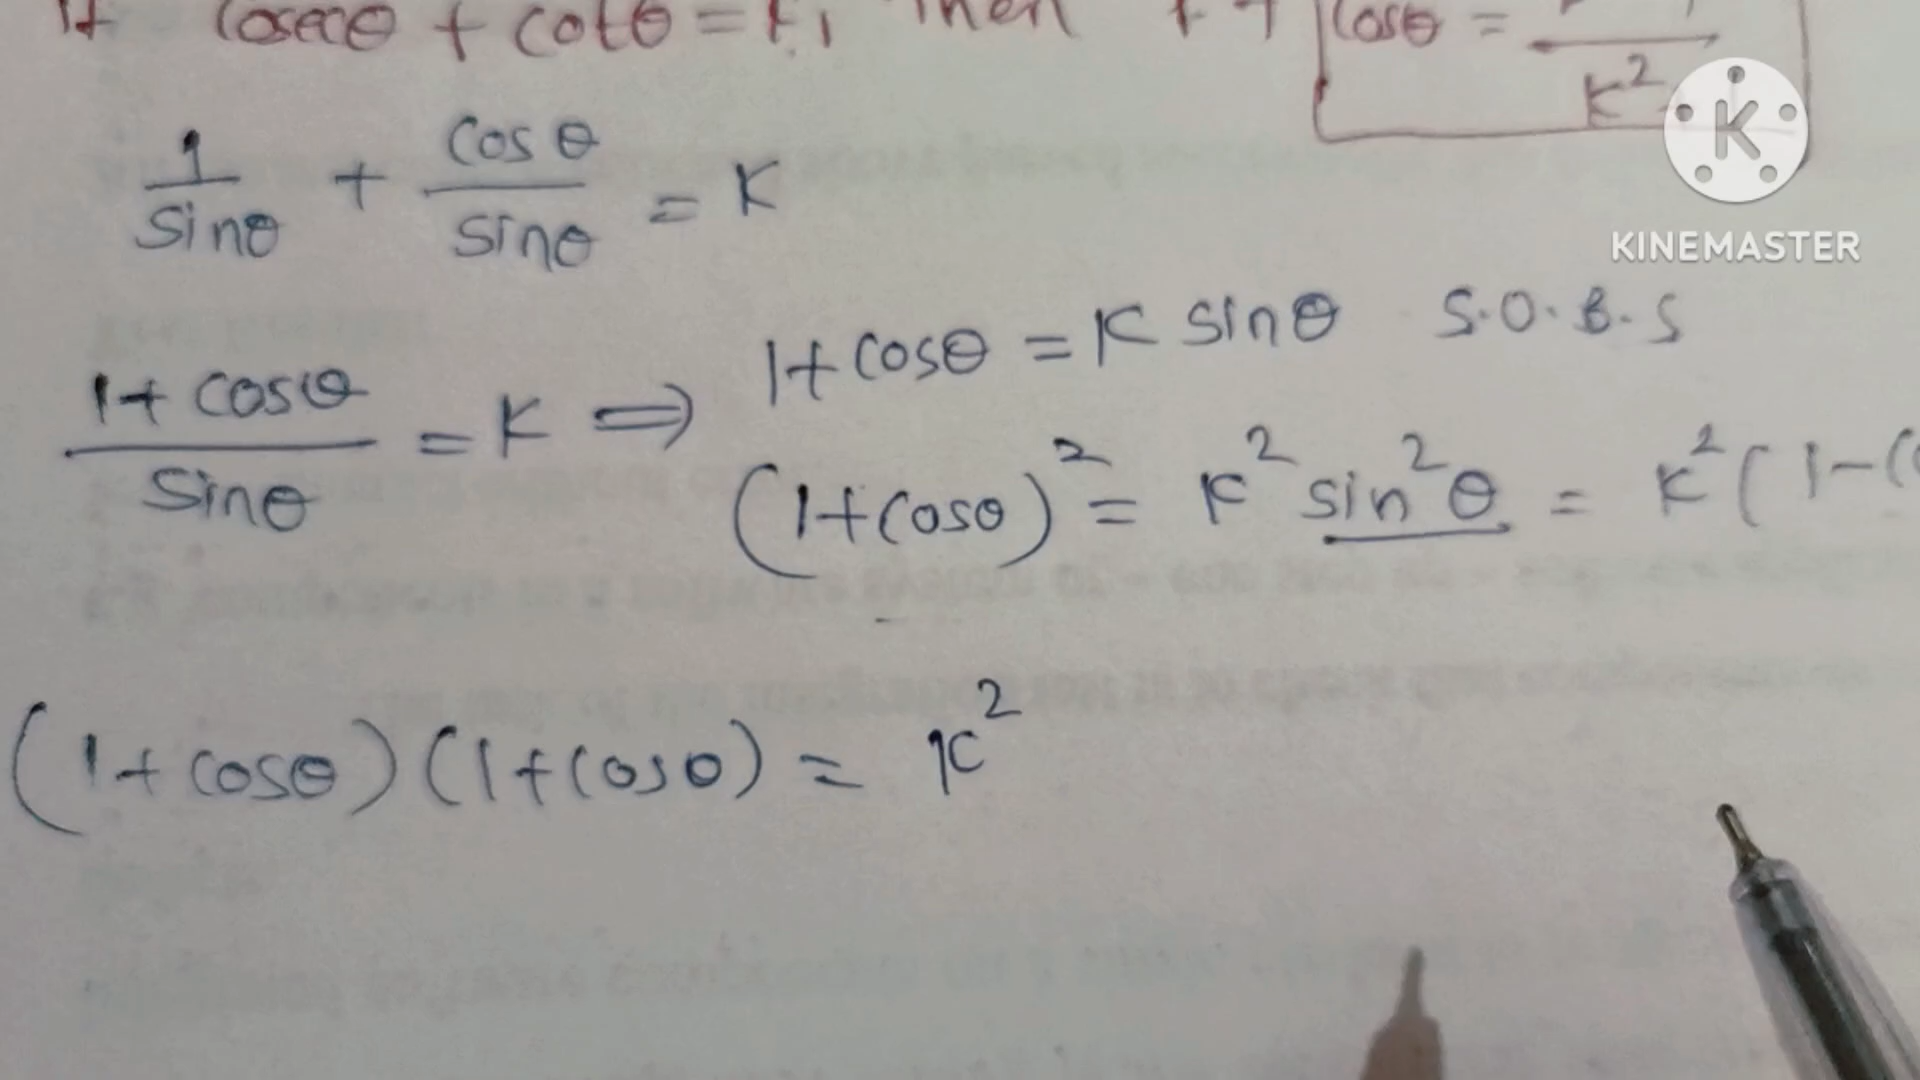 If Cosecθ + cotθ = k, Then
Cosθ =
K²
1/Sinθ + Cosθ/Sinθ = K
KINEMASTER
1+Cosθ = K Sinθ S.O.B.S
1+Cosθ/Sinθ = K ⟹
(1+Cosθ)² = K² Sin²θ = K² ( 1 - (
(1+Cosθ)(1+Cosθ) = K²